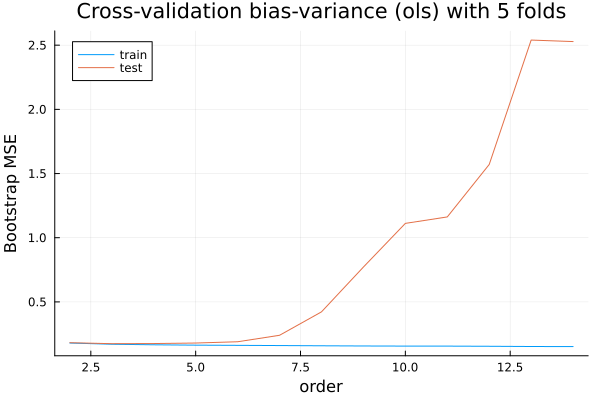 Cross-validation bias-variance (ols) with 5 folds
train
test
Bootstrap MSE
2.5
2.0
1.5
1.0
0.5
2.5
5.0
7.5
10.0
12.5
order